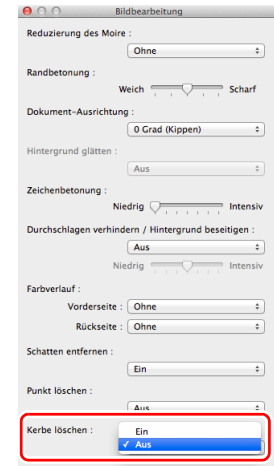 Bildbearbeitung
Reduzierung des Moire :
Ohne
Randbetonung :
Weich Scharf
Dokument-Ausrichtung :
0 Grad (Kippen)
Hintergrund glätten :
Aus
Zeichenbetonung :
Niedrig Intensiv
Durchschlagen verhindern / Hintergrund beseitigen :
Aus
Niedrig Intensiv
Farbverlauf :
Vorderseite : Ohne
Rückseite : Ohne
Schatten entfernen :
Ein
Punkt löschen :
Aus
Kerbe löschen : Ein
✓ Aus